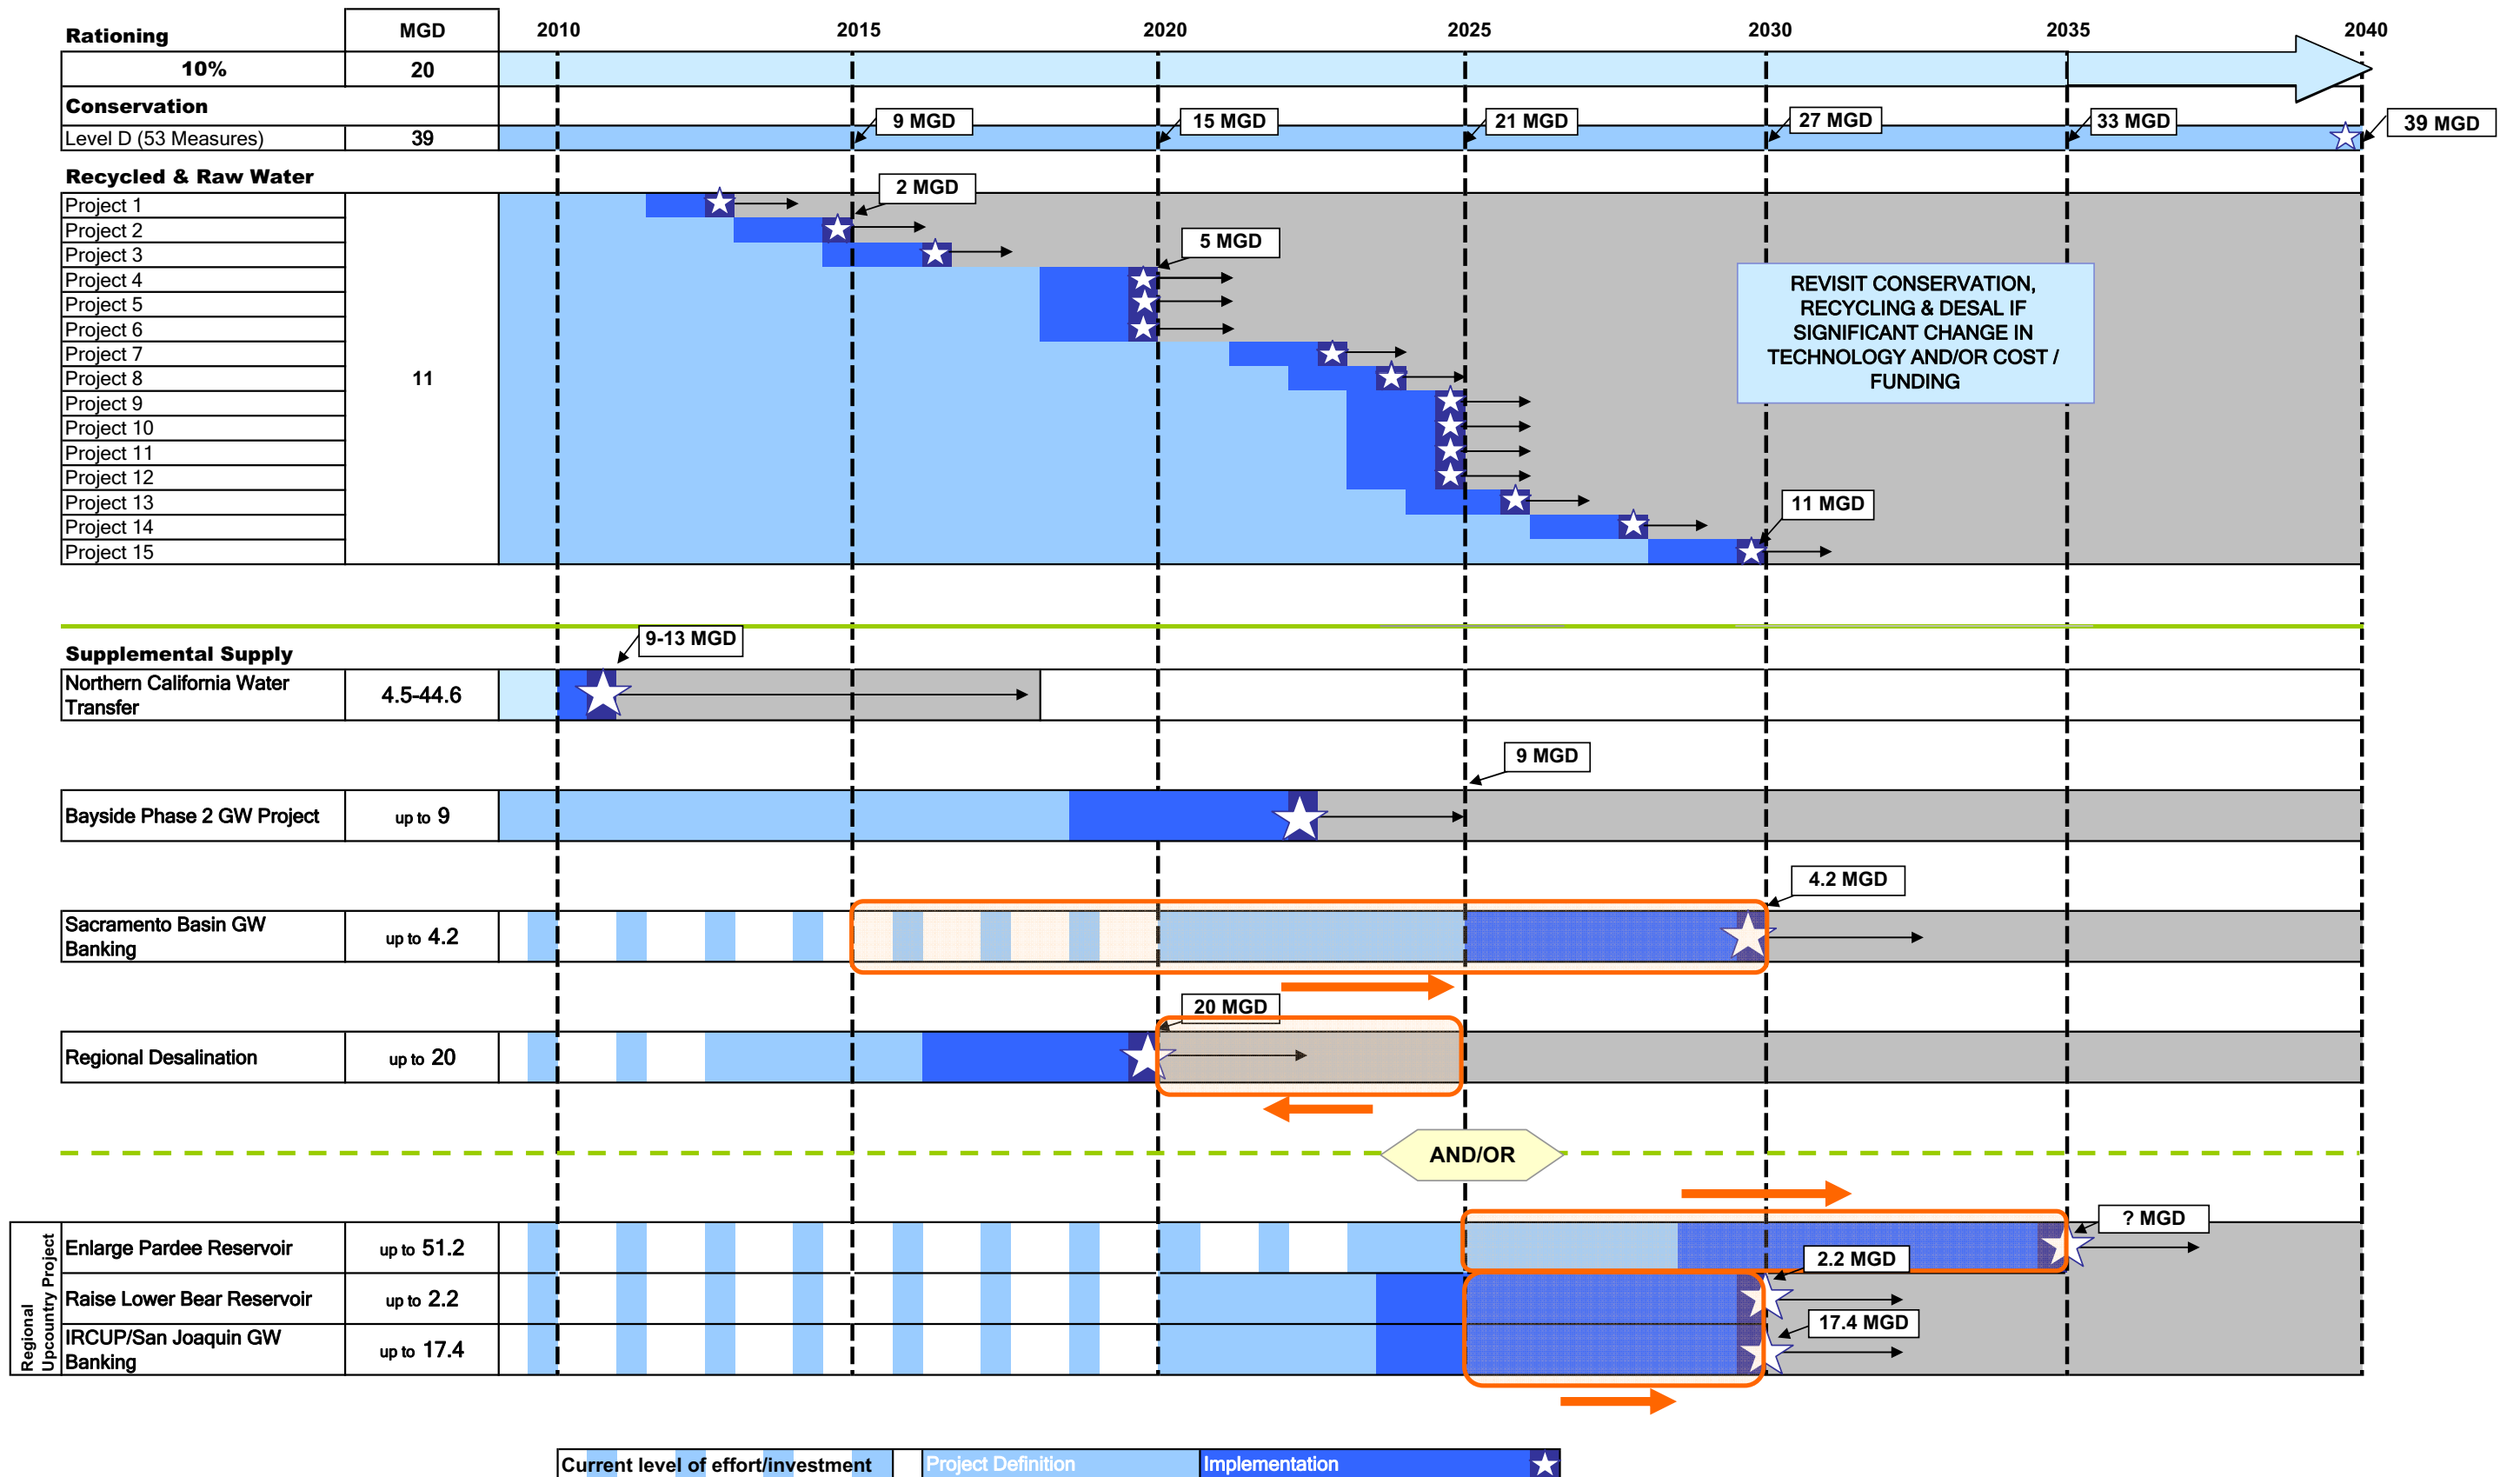 Rationing
MGD
2010
2015
2020
2025
2030
2035
2040
10%
20
Conservation
9 MGD
15 MGD
21 MGD
27 MGD
33 MGD
39 MGD
Level D (53 Measures)
39
Recycled & Raw Water
2 MGD
Project 1
Project 2
Project 3
5 MGD
Project 4
Project 5
Project 6
Project 7
Project 8
11
Project 9
Project 10
Project 11
Project 12
Project 13
Project 14
Project 15
REVISIT CONSERVATION,
RECYCLING & DESAL IF
SIGNIFICANT CHANGE IN
TECHNOLOGY AND/OR COST /
FUNDING
11 MGD
9-13 MGD
Supplemental Supply
Northern California Water
Transfer
4.5-44.6
9 MGD
Bayside Phase 2 GW Project
up to 9
4.2 MGD
Sacramento Basin GW
Banking
up to 4.2
20 MGD
Regional Desalination
up to 20
AND/OR
Regional
Upcountry Project
? MGD
Enlarge Pardee Reservoir
up to 51.2
2.2 MGD
Raise Lower Bear Reservoir
up to 2.2
17.4 MGD
IRCUP/San Joaquin GW
Banking
up to 17.4
Current level of effort/investment
Project Definition
Implementation